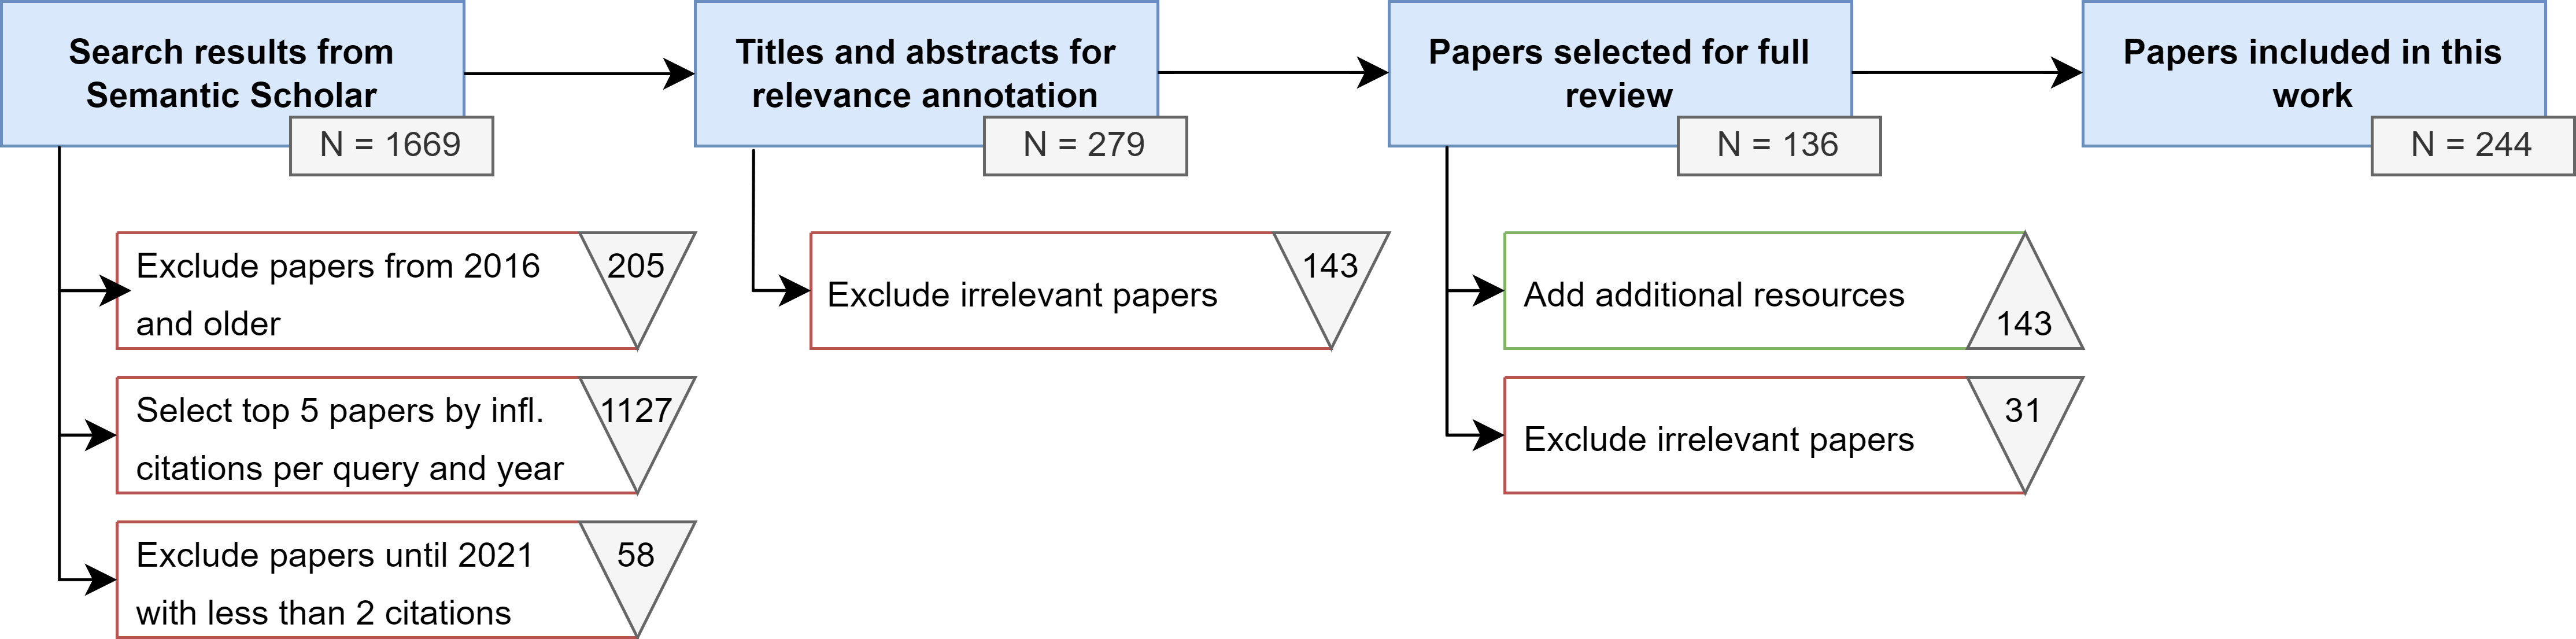 Search results from
Semantic Scholar
N = 1669
Exclude papers from 2016
and older
205
Select top 5 papers by infl.
citations per query and year
1127
Exclude papers until 2021
with less than 2 citations
58
Titles and abstracts for
relevance annotation
N = 279
Exclude irrelevant papers
143
Papers selected for full
review
N = 136
Add additional resources
143
Exclude irrelevant papers
31
Papers included in this
work
N = 244